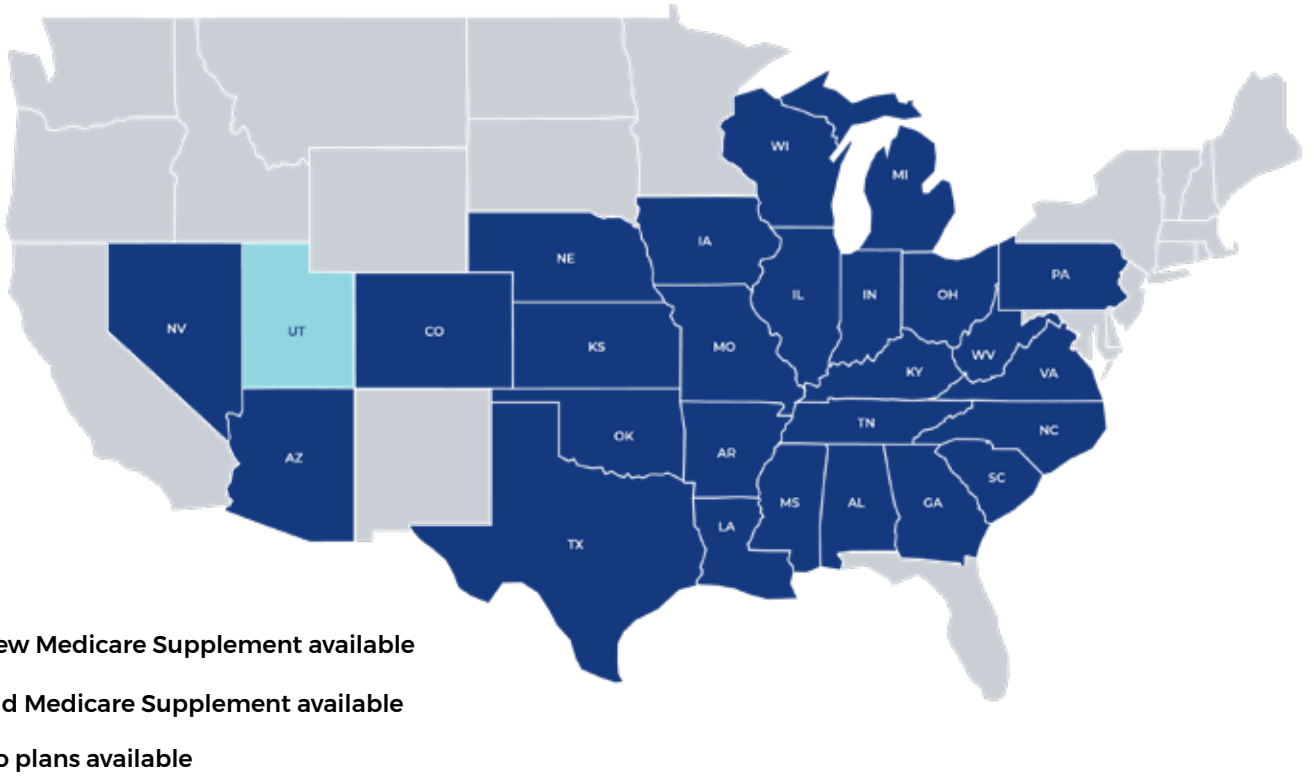 WI
MI
IA
NE
PA
IL
IN
OH
NV
UT
CO
KS
MO
WV
KY
VA
TN
NC
OK
AZ
AR
SC
MS
AL
GA
LA
TX
ew Medicare Supplement available
d Medicare Supplement available
o plans available